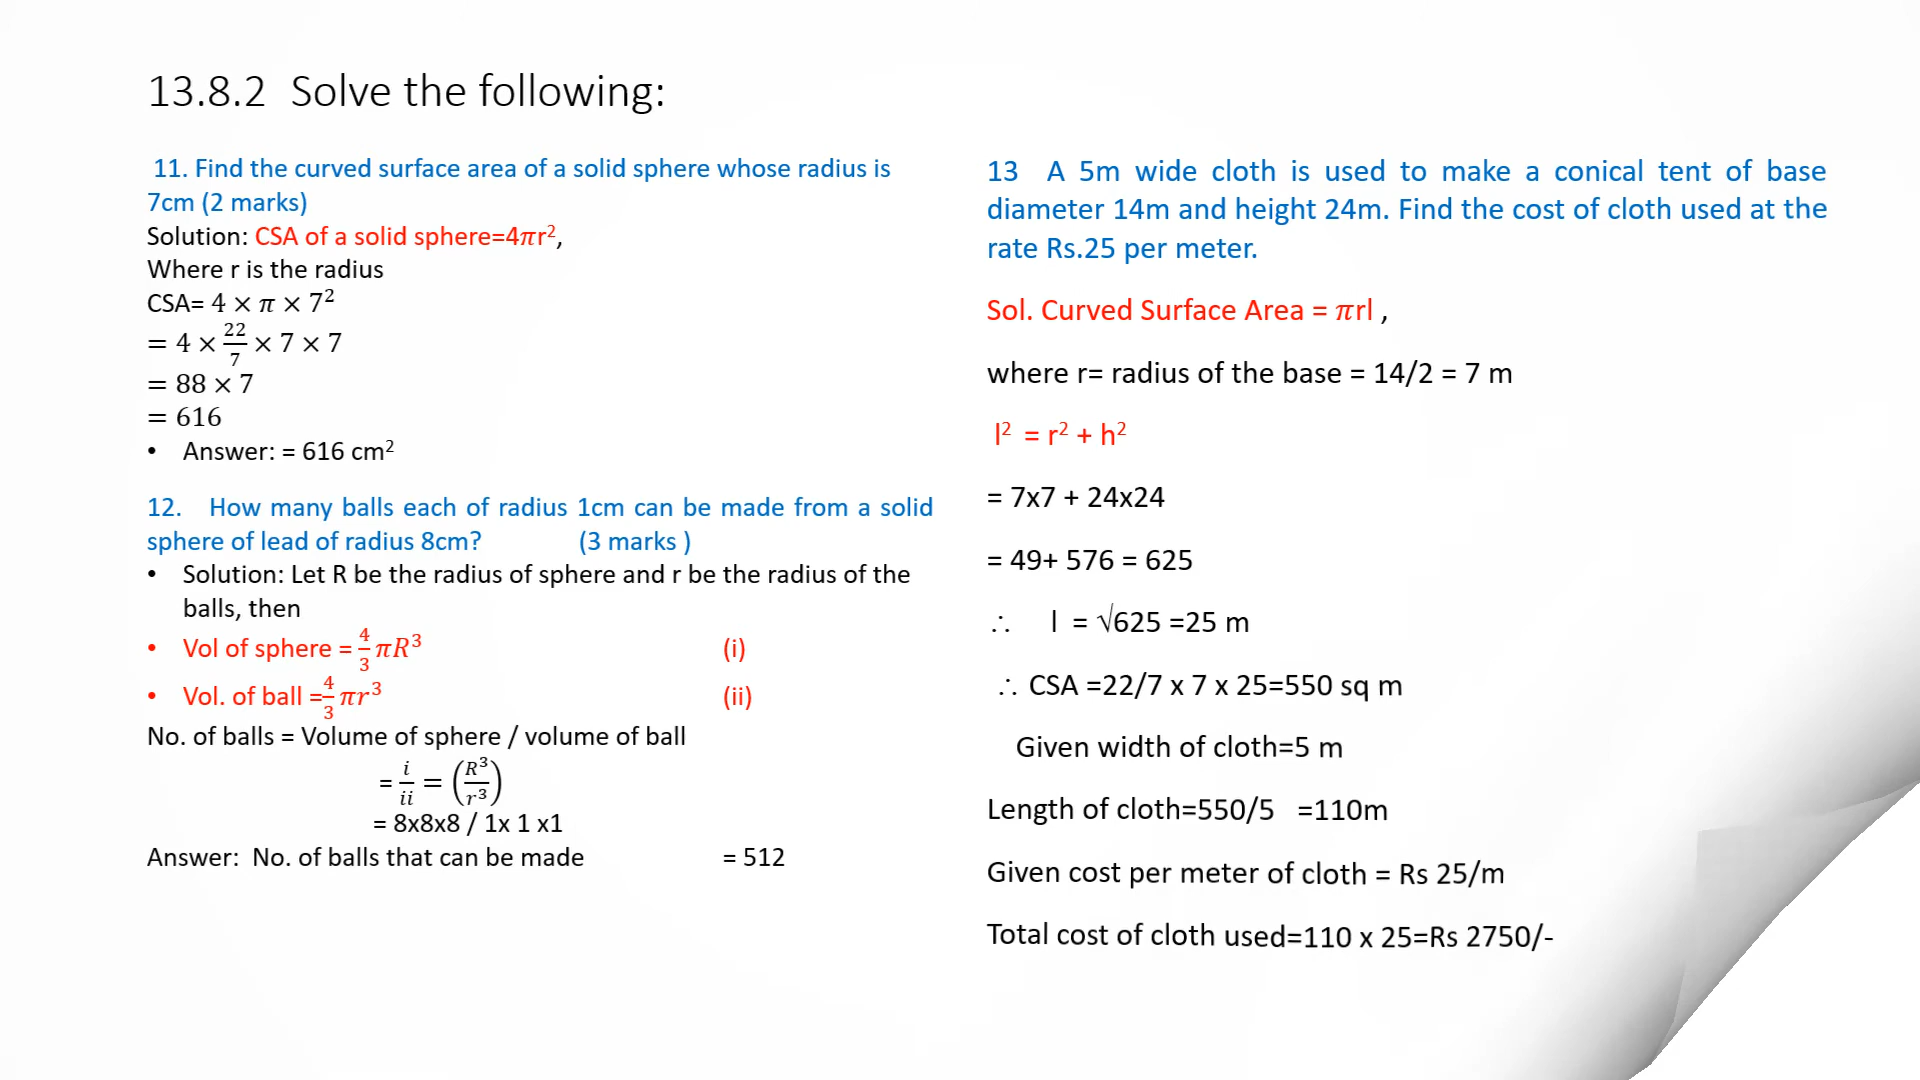 13.8.2 Solve the following:
11. Find the curved surface area of a solid sphere whose radius is
7cm (2 marks)
Solution: CSA of a solid sphere=4𝜋r²,
Where r is the radius
CSA= 4 × 𝜋 × 7²
= 4 × 22/7 × 7 × 7
= 88 × 7
= 616
• Answer: = 616 cm²
12. How many balls each of radius 1cm can be made from a solid
sphere of lead of radius 8cm? (3 marks )
• Solution: Let R be the radius of sphere and r be the radius of the
balls, then
• Vol of sphere = 4/3 𝜋R³ (i)
• Vol. of ball = 4/3 𝜋r³ (ii)
No. of balls = Volume of sphere / volume of ball
= i/ii = (R³/r³)
= 8x8x8 / 1x 1 x1
Answer: No. of balls that can be made = 512
13 A 5m wide cloth is used to make a conical tent of base
diameter 14m and height 24m. Find the cost of cloth used at the
rate Rs.25 per meter.
Sol. Curved Surface Area = 𝜋rl ,
where r= radius of the base = 14/2 = 7 m
l² = r² + h²
= 7x7 + 24x24
= 49+ 576 = 625
∴ l = √625 =25 m
∴ CSA =22/7 x 7 x 25=550 sq m
Given width of cloth=5 m
Length of cloth=550/5 =110m
Given cost per meter of cloth = Rs 25/m
Total cost of cloth used=110 x 25=Rs 2750/-